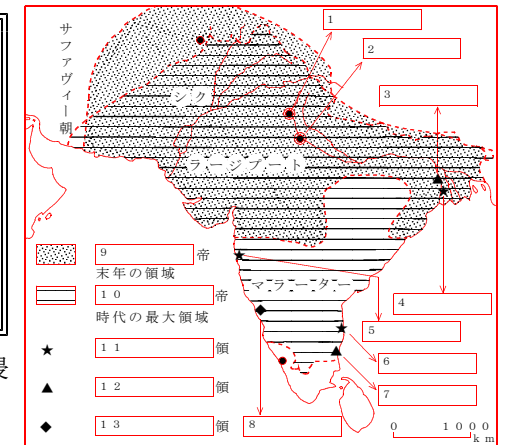 1
2
サファヴィー朝
3
シク
ラージプート
9 帝
末年の領域
マラーター
4
10 帝
時代の最大領域
5
★ 11 領
6
▲ 12 領
7
◆ 13 領
8
0 1000
km